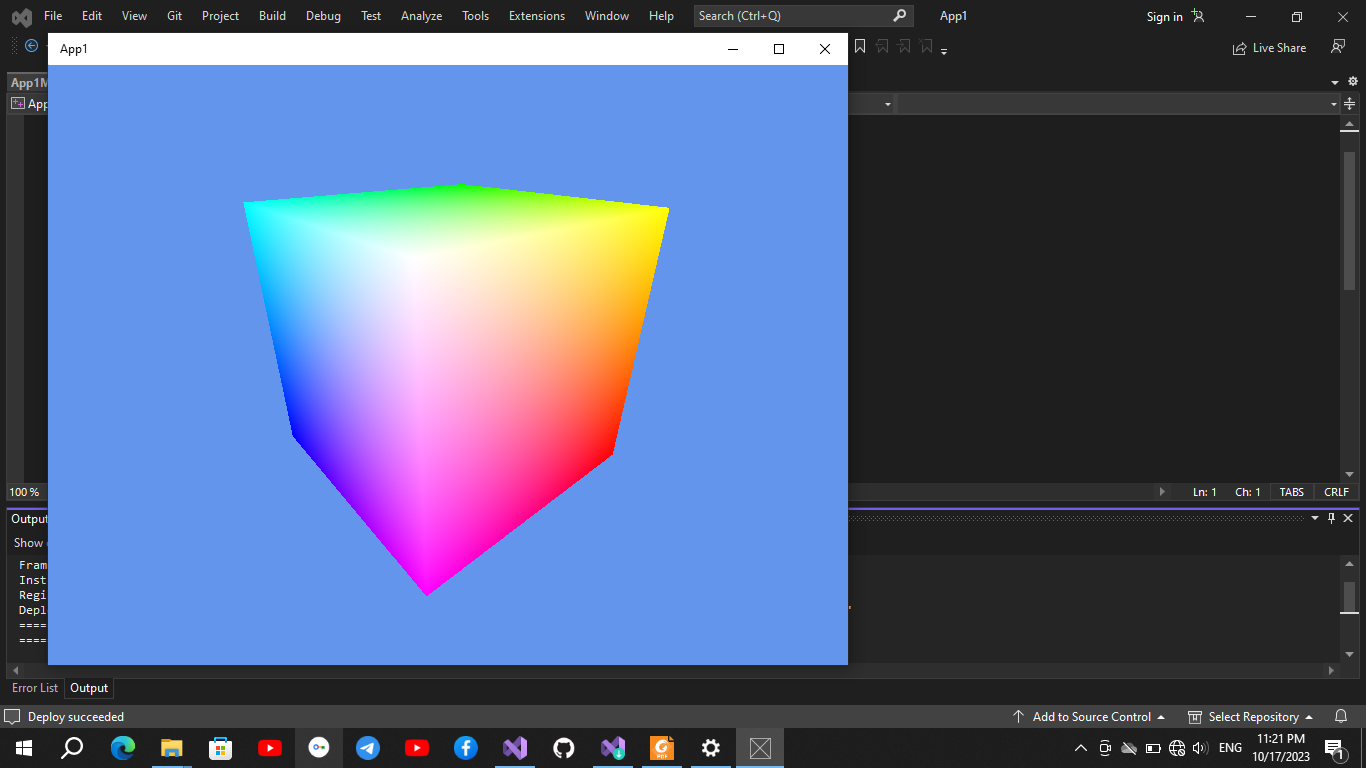 File Edit View Git Project Build Debug Test Analyze Tools Extensions Window Help Search (Ctrl+Q) App1 Sign in
App1
Live Share
App1M
App
100 % Ln: 1 Ch: 1 TABS CRLF
Output
Show
Fram
Inst
Regi
Depl
====
====
Error List Output
Deploy succeeded Add to Source Control Select Repository
PDF ENG 11:21 PM
10/17/2023
1